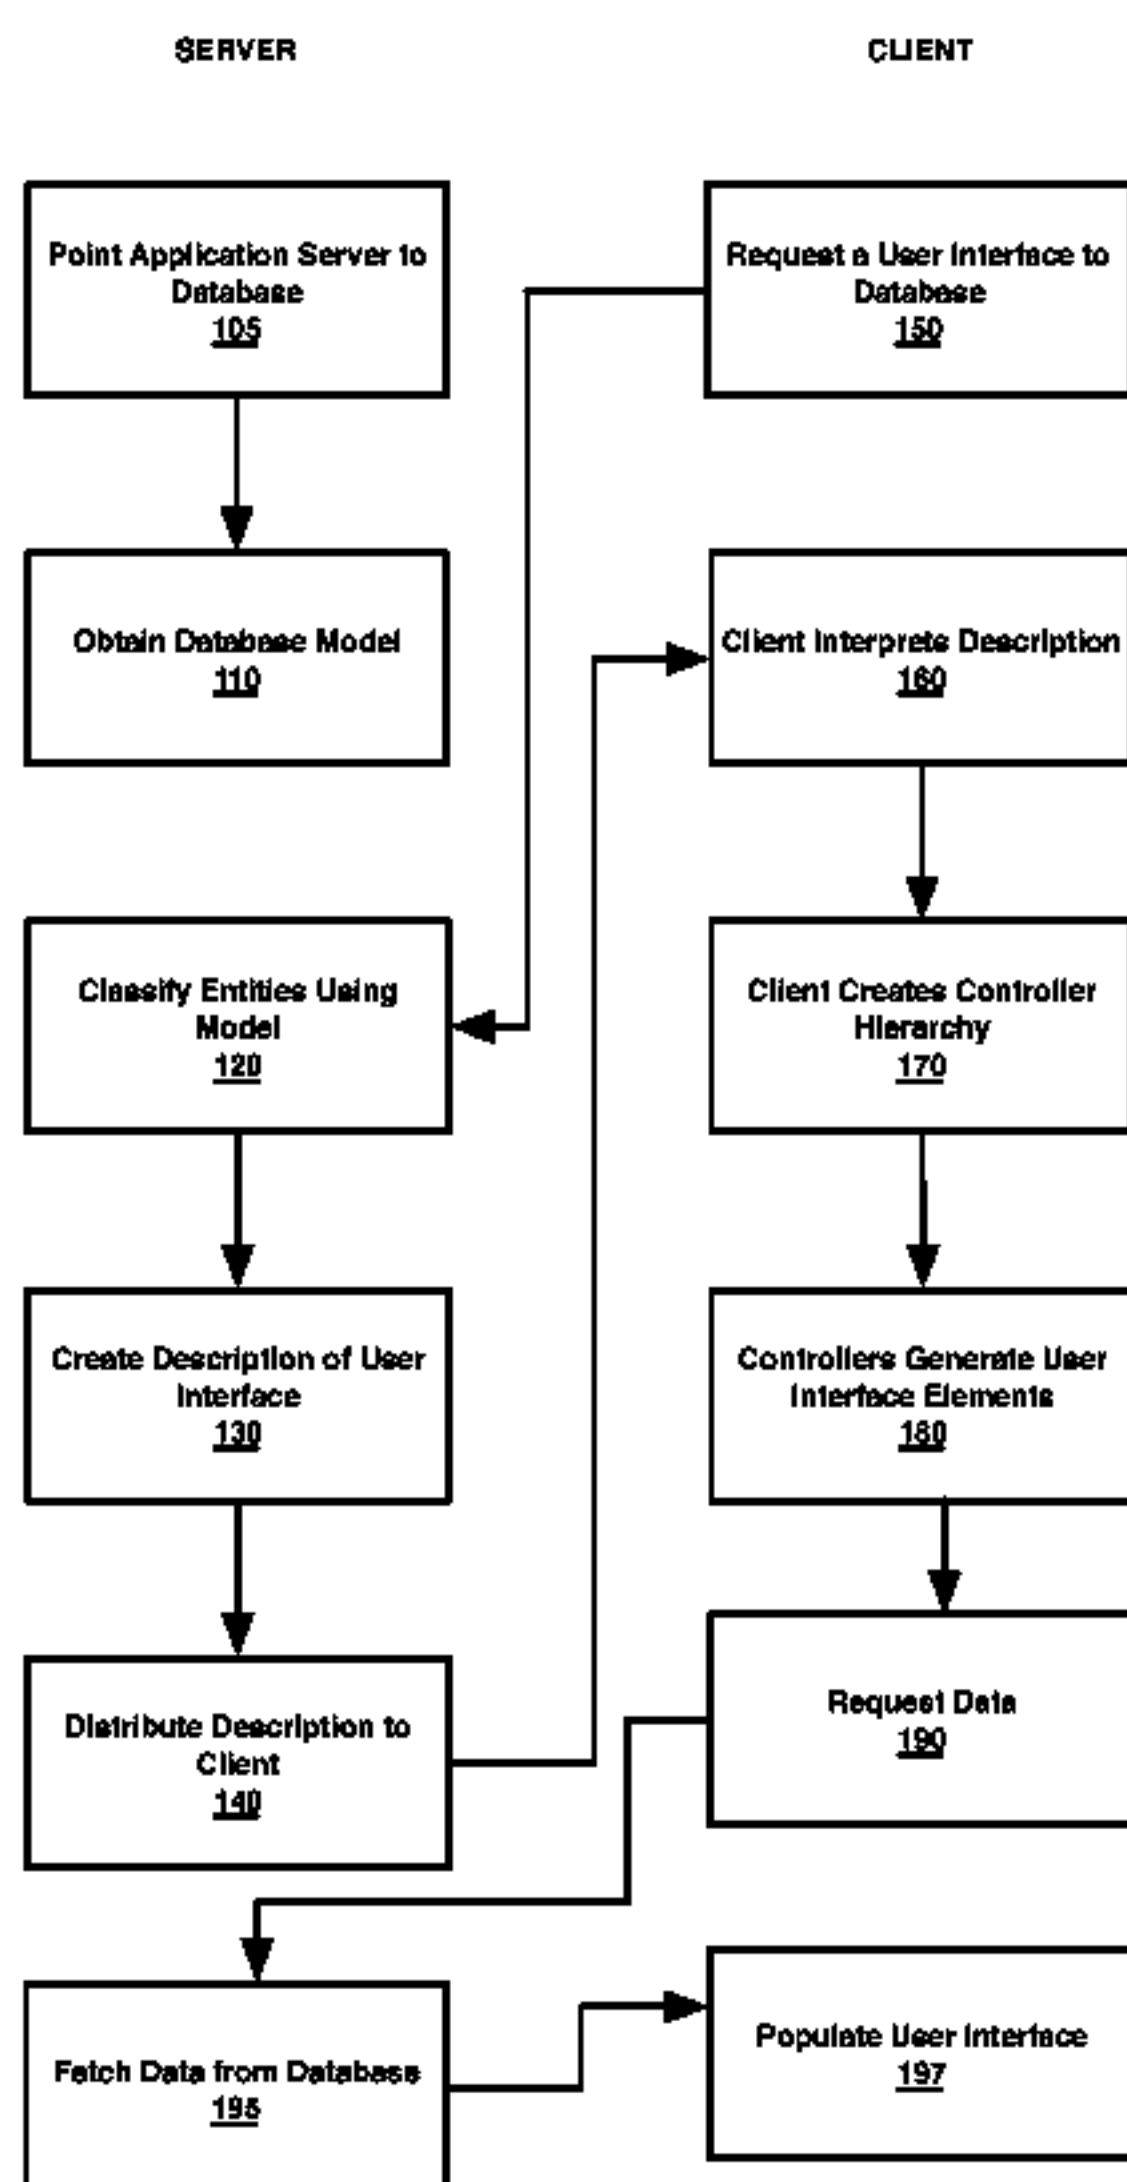 SERVER
CLIENT
Point Application Server to
Database
105
Request a User Interface to
Database
150
Obtain Database Model
110
Client Interprets Description
160
Classify Entities Using
Model
120
Client Creates Controller
Hierarchy
170
Create Description of User
Interface
130
Controllers Generate User
Interface Elements
180
Distribute Description to
Client
140
Request Data
190
Fetch Data from Database
195
Populate User Interface
197